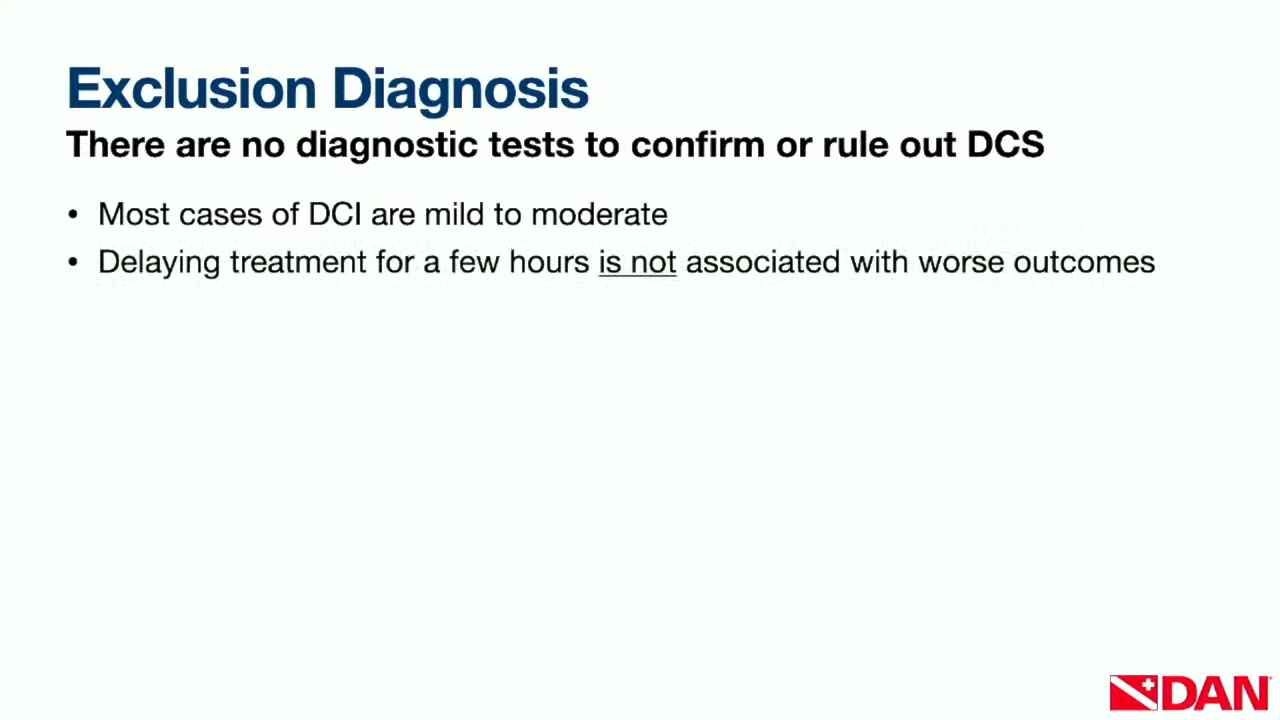 Exclusion Diagnosis
There are no diagnostic tests to confirm or rule out DCS
• Most cases of DCI are mild to moderate
• Delaying treatment for a few hours is not associated with worse outcomes
DAN